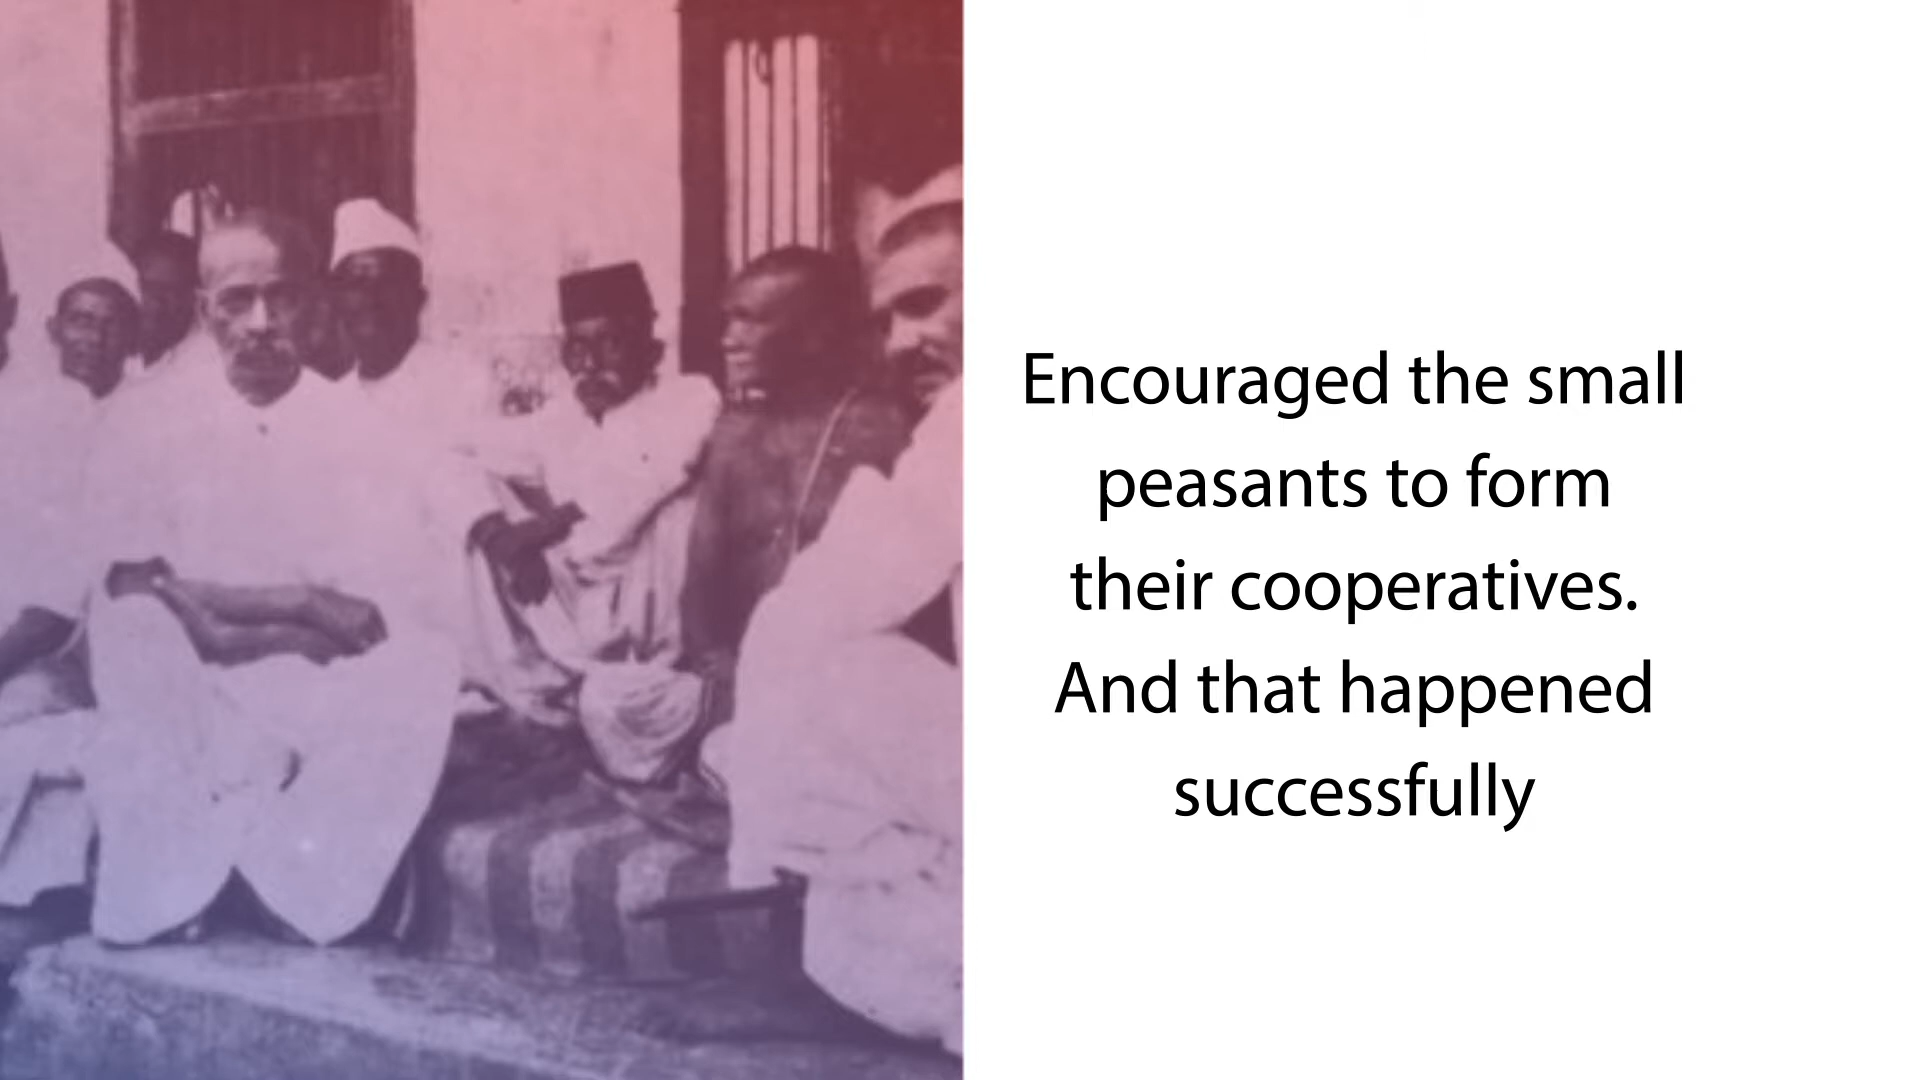 Encouraged the small
peasants to form
their cooperatives.
And that happened
successfully